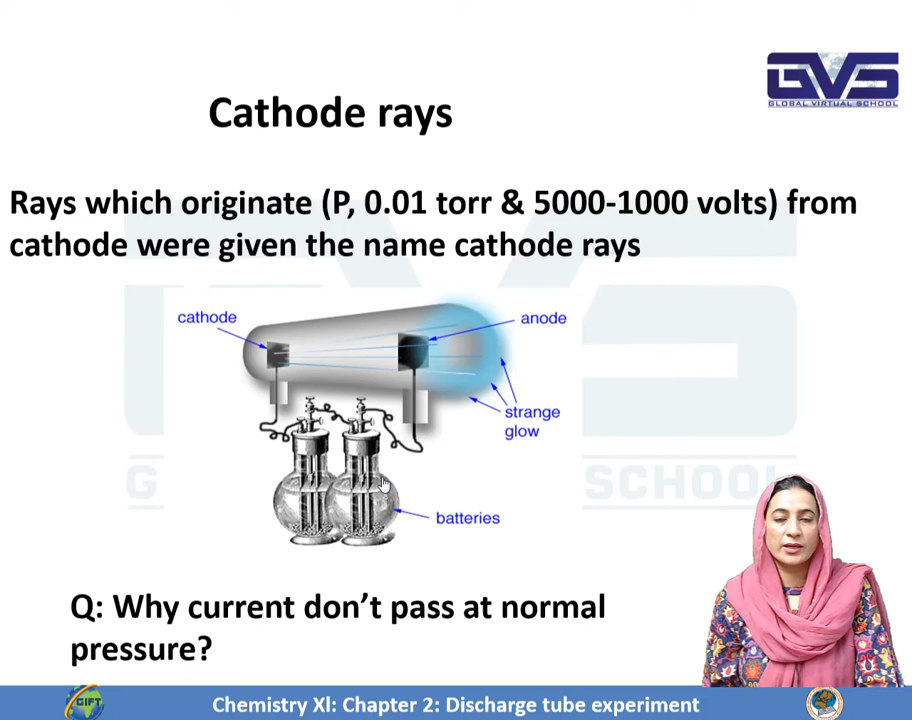 GVS
GLOBAL VIRTUAL SCHOOL
Cathode rays
Rays which originate (P, 0.01 torr & 5000-1000 volts) from
cathode were given the name cathode rays
cathode
anode
strange
glow
batteries
Q: Why current don't pass at normal
pressure?
GIFT
Chemistry Xl: Chapter 2: Discharge tube experiment